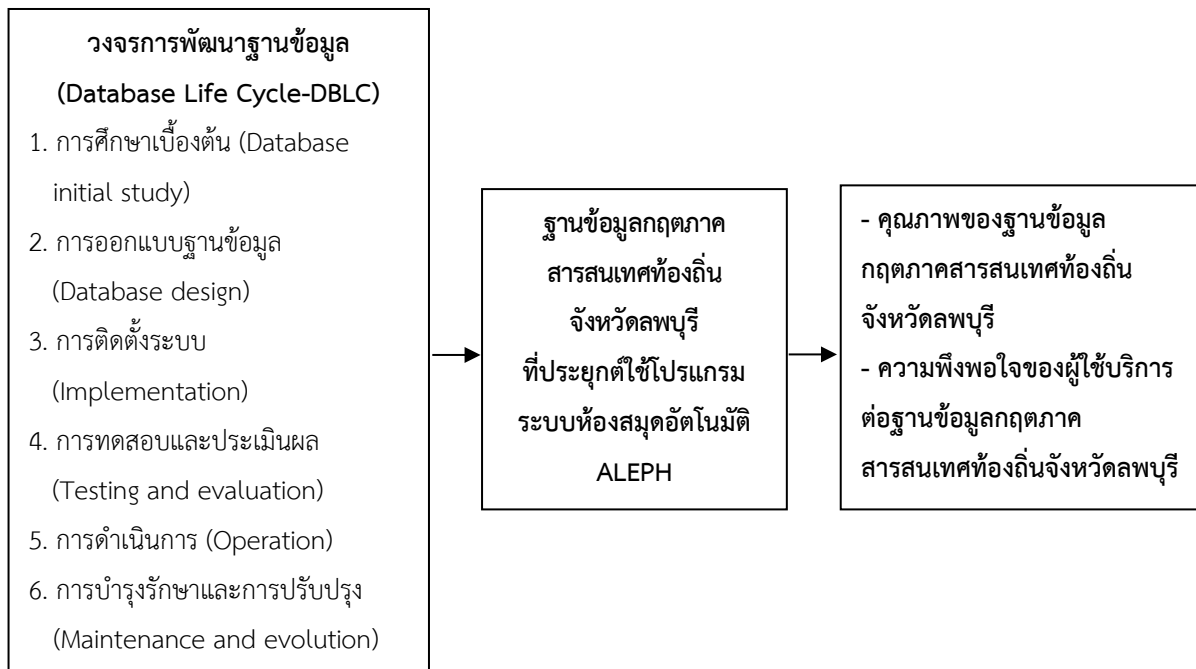 วงจรการพัฒนาฐานข้อมูล
(Database Life Cycle-DBLC)
1. การศึกษาเบื้องต้น (Database
initial study)
2. การออกแบบฐานข้อมูล
(Database design)
3. การติดตั้งระบบ
(Implementation)
4. การทดสอบและประเมินผล
(Testing and evaluation)
5. การดำเนินการ (Operation)
6. การบำรุงรักษาและการปรับปรุง
(Maintenance and evolution)
ฐานข้อมูลกฤตภาค
สารสนเทศท้องถิ่น
จังหวัดลพบุรี
ที่ประยุกต์ใช้โปรแกรม
ระบบห้องสมุดอัตโนมัติ
ALEPH
- คุณภาพของฐานข้อมูล
กฤตภาคสารสนเทศท้องถิ่น
จังหวัดลพบุรี
- ความพึงพอใจของผู้ใช้บริการ
ต่อฐานข้อมูลกฤตภาค
สารสนเทศท้องถิ่นจังหวัดลพบุรี